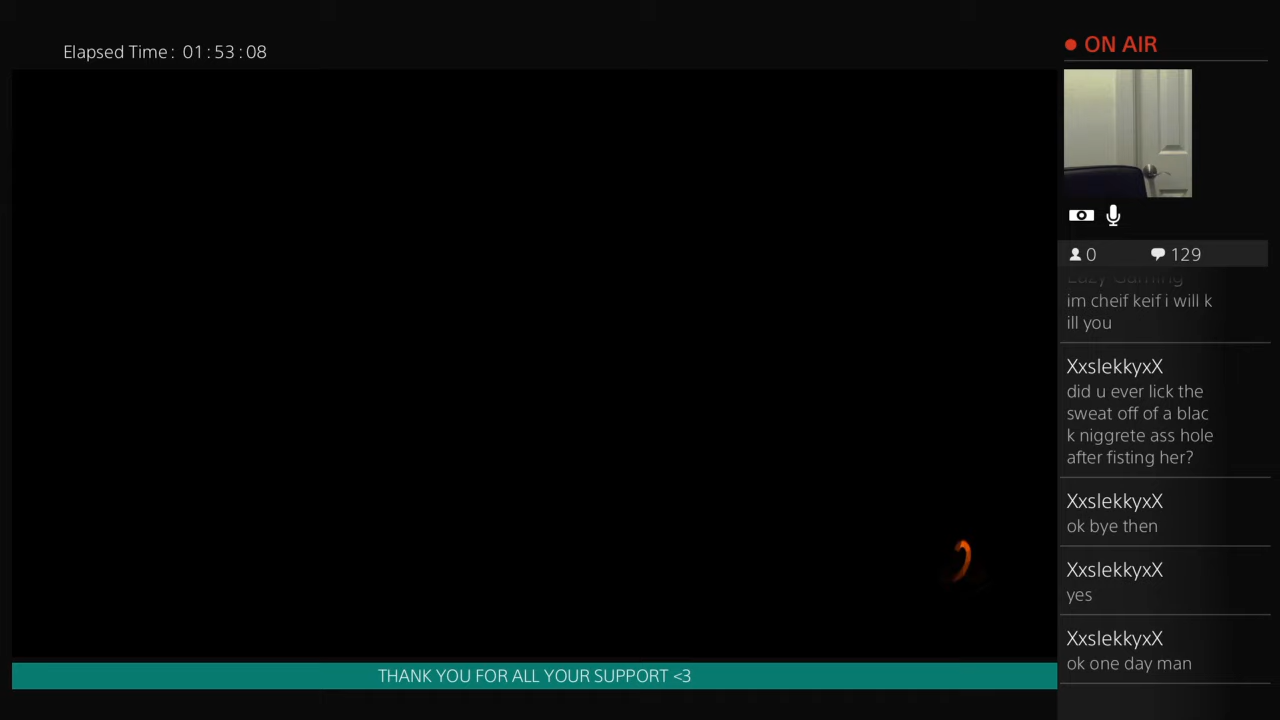 Elapsed Time: 01:53:08
ON AIR
0 129
Lazy Gaming
im cheif keif i will k
ill you
XxslekkyxX
did u ever lick the
sweat off of a blac
k niggrete ass hole
after fisting her?
XxslekkyxX
ok bye then
XxslekkyxX
yes
XxslekkyxX
ok one day man
THANK YOU FOR ALL YOUR SUPPORT <3